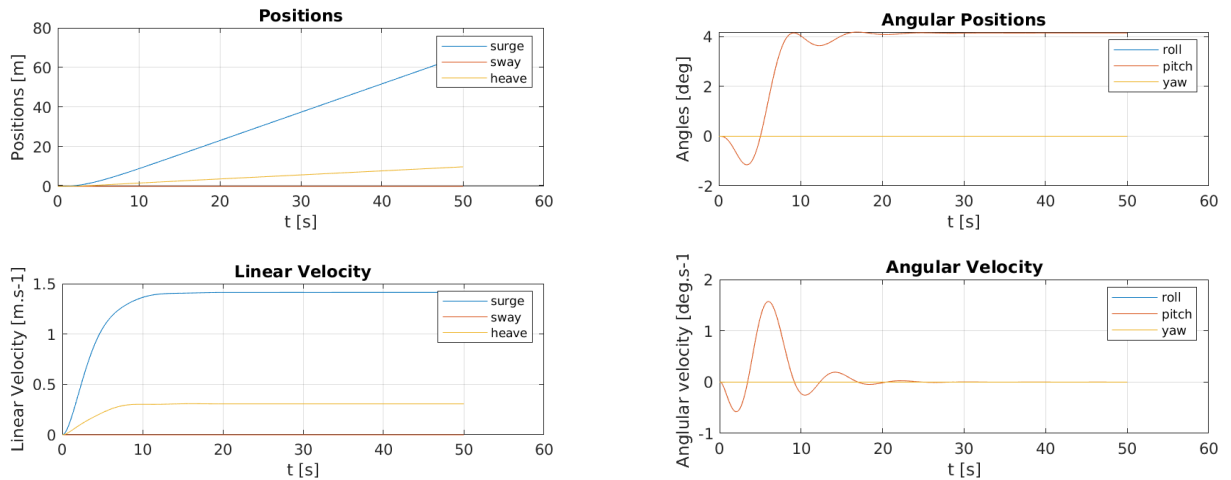 Positions
80
60
40
20
0
Positions [m]
0 10 20 30 40 50 60
t [s]
surge
sway
heave
Angular Positions
4
2
0
-2
Angles [deg]
0 10 20 30 40 50 60
t [s]
roll
pitch
yaw
Linear Velocity
1.5
1
0.5
0
Linear Velocity [m.s-1]
0 10 20 30 40 50 60
t [s]
surge
sway
heave
Angular Velocity
2
1
0
-1
Anglular velocity [deg.s-1
0 10 20 30 40 50 60
t [s]
roll
pitch
yaw